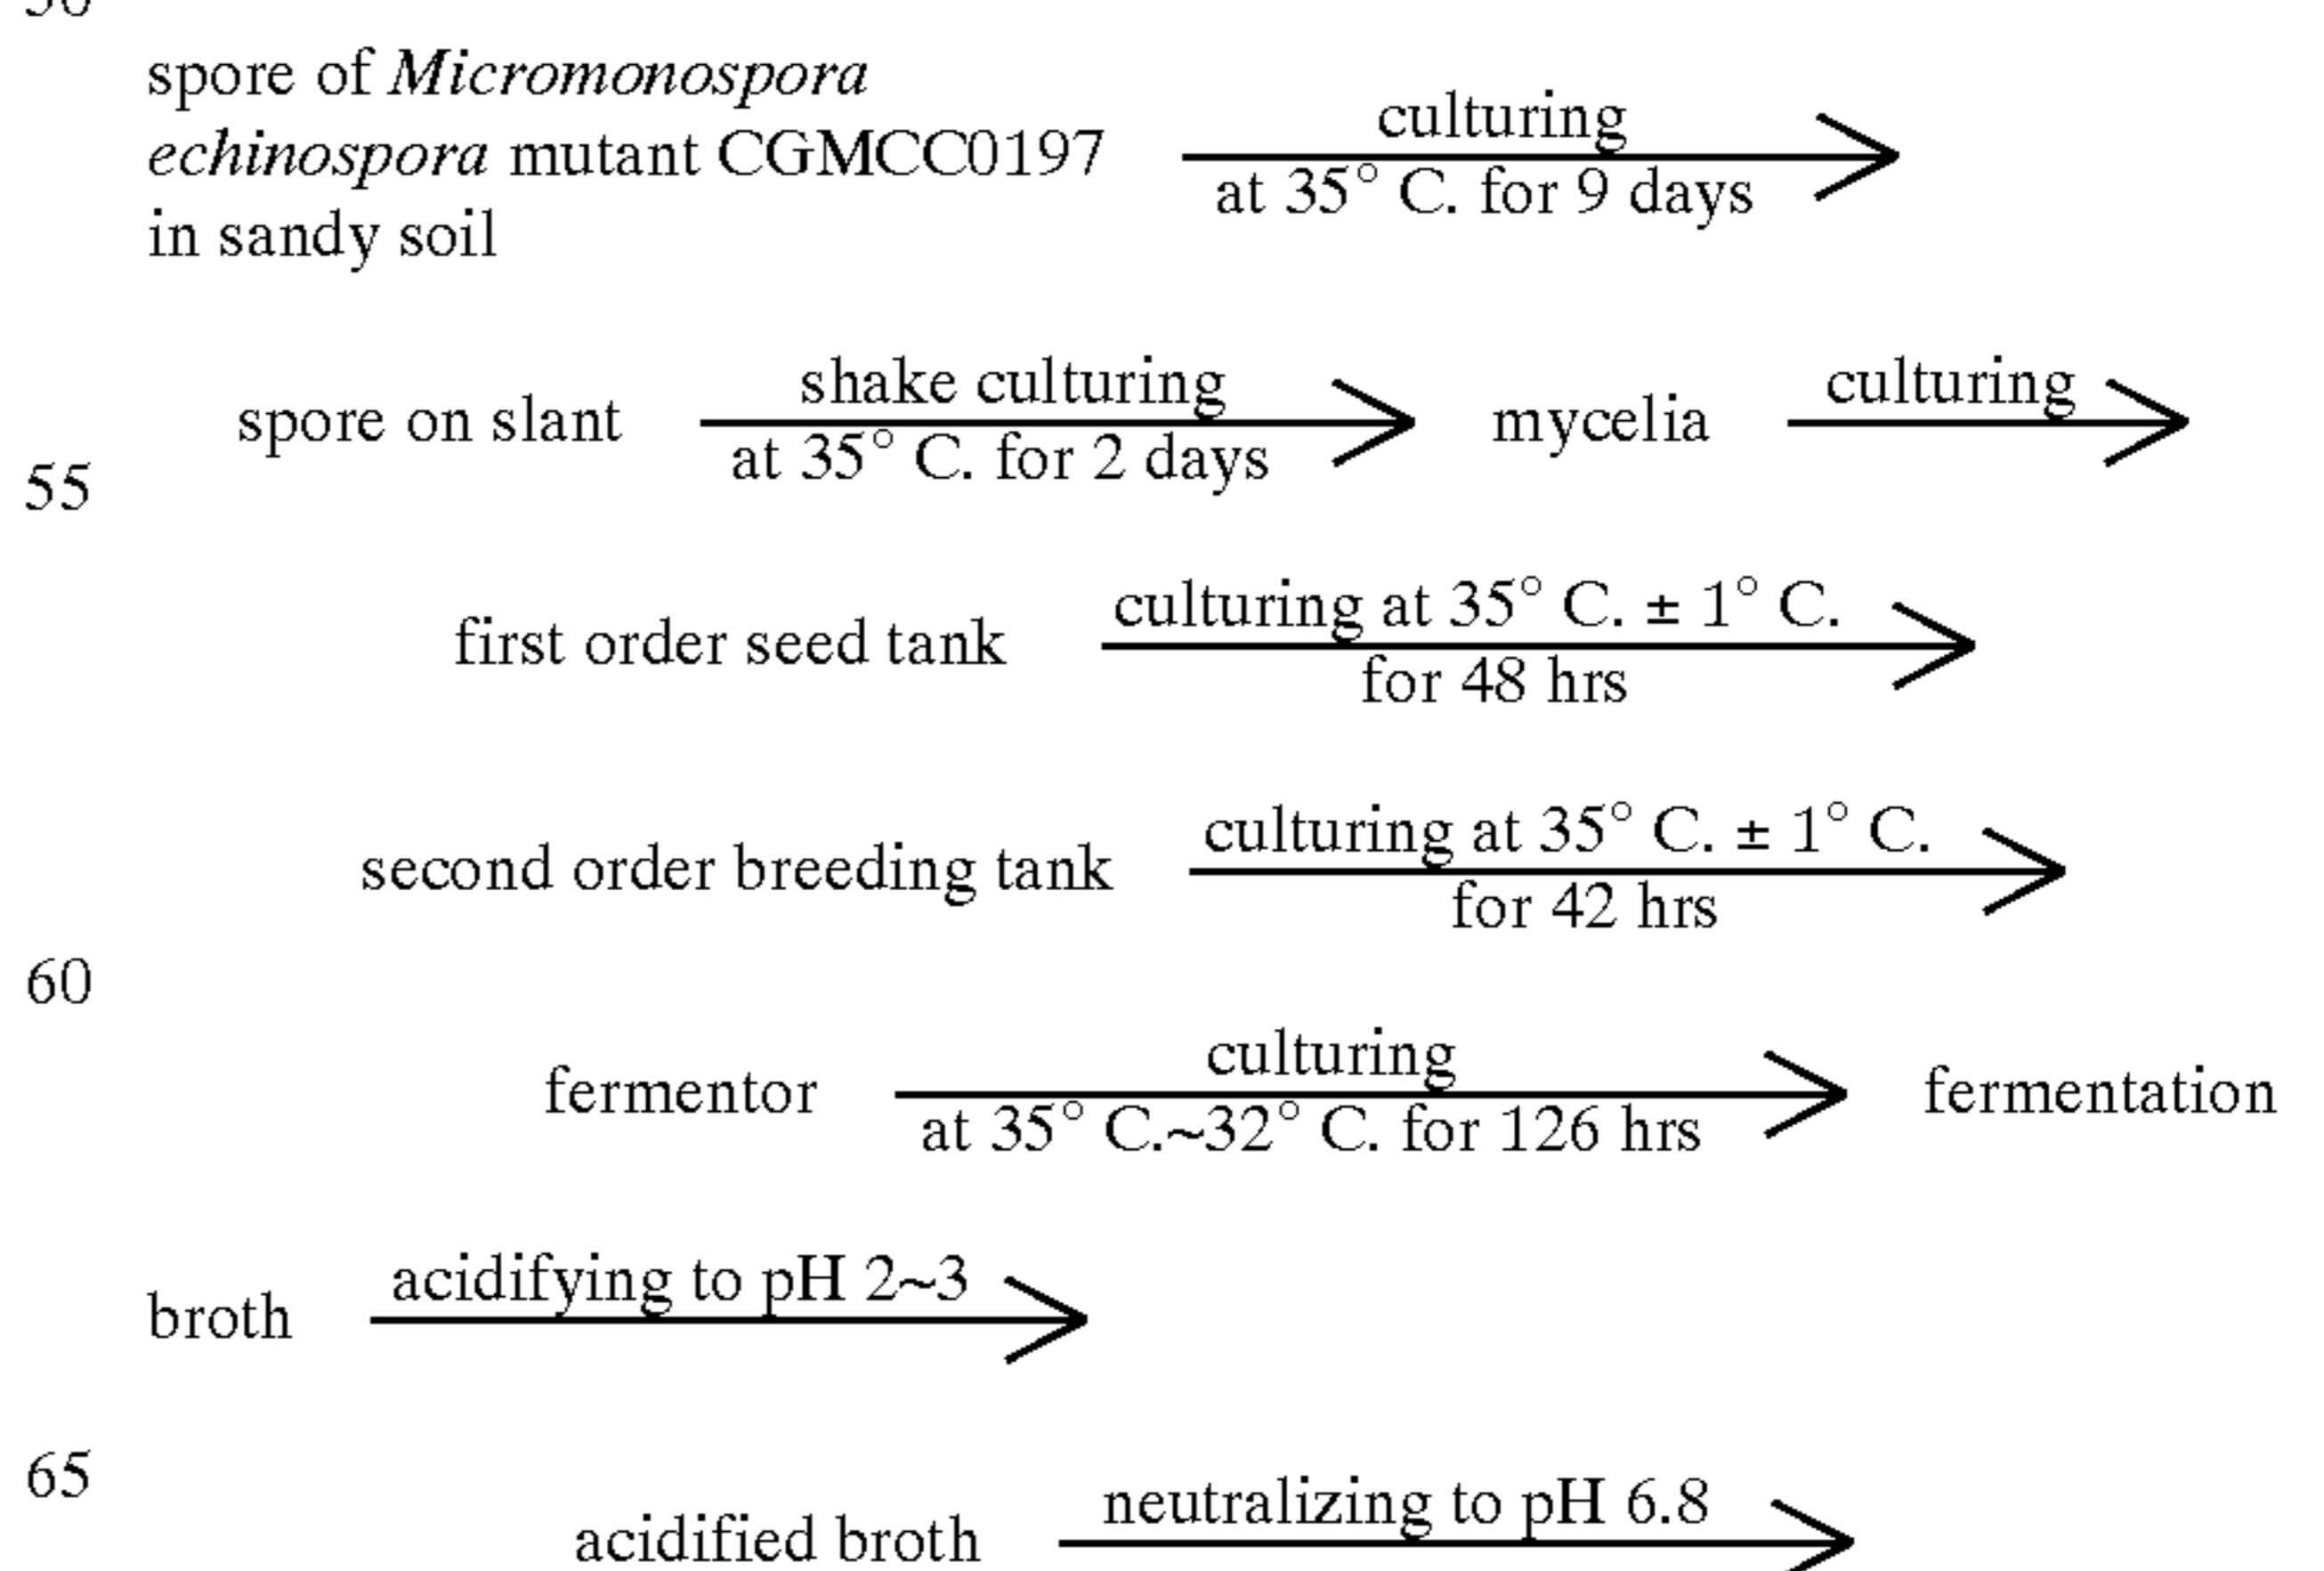 50
spore of Micromonospora
echinospora mutant CGMCC0197
in sandy soil
culturing
at 35° C. for 9 days
spore on slant
shake culturing
at 35° C. for 2 days
mycelia
culturing
55
first order seed tank
culturing at 35° C. ± 1° C.
for 48 hrs
second order breeding tank
culturing at 35° C. ± 1° C.
for 42 hrs
60
fermentor
culturing
at 35° C.~32° C. for 126 hrs
fermentation
broth
acidifying to pH 2~3
65
acidified broth
neutralizing to pH 6.8